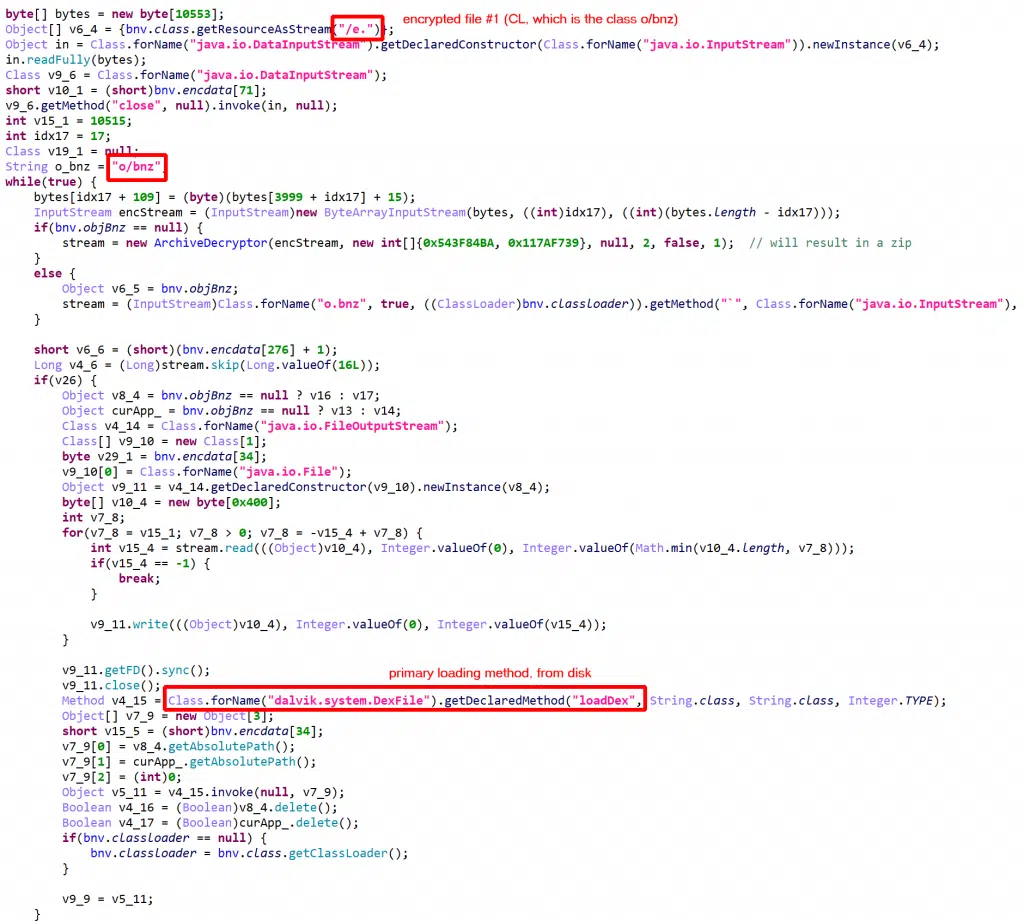 byte[] bytes = new byte[10553];
encrypted file #1 (CL, which is the class o/bnz)
Object[] v6_4 = {bnv.class.getResourceAsStream("/e.")};
Object in = Class.forName("java.io.DataInputStream").getDeclaredConstructor(Class.forName("java.io.InputStream")).newInstance(v6_4);
in.readFully(bytes);
Class v9_6 = Class.forName("java.io.DataInputStream");
short v10_1 = (short)bnv.encdata[71];
v9_6.getMethod("close", null).invoke(in, null);
int v15_1 = 10515;
int idx17 = 17;
Class v19_1 = null;
String o_bnz = "o/bnz"
while(true) {
    bytes[idx17 + 109] = (byte)(bytes[3999 + idx17] + 15);
    InputStream encStream = (InputStream)new ByteArrayInputStream(bytes, ((int)idx17), ((int)(bytes.length - idx17)));
    if(bnv.objBnz == null) {
        stream = new ArchiveDecryptor(encStream, new int[]{0x543F84BA, 0x117AF739}, null, 2, false, 1);  // will result in a zip
    }
    else {
        Object v6_5 = bnv.objBnz;
        stream = (InputStream)Class.forName("o.bnz", true, ((ClassLoader)bnv.classloader)).getMethod("`", Class.forName("java.io.InputStream"),
    }
    short v6_6 = (short)(bnv.encdata[276] + 1);
    Long v4_6 = (Long)stream.skip(Long.valueOf(16L));
    if(v26) {
        Object v8_4 = bnv.objBnz == null ? v16 : v17;
        Object curApp_ = bnv.objBnz == null ? v13 : v14;
        Class v4_14 = Class.forName("java.io.FileOutputStream");
        Class[] v9_10 = new Class[1];
        byte v29_1 = bnv.encdata[34];
        v9_10[0] = Class.forName("java.io.File");
        Object v9_11 = v4_14.getDeclaredConstructor(v9_10).newInstance(v8_4);
        byte[] v10_4 = new byte[0x400];
        int v7_8;
        for(v7_8 = v15_1; v7_8 > 0; v7_8 = -v15_4 + v7_8) {
            int v15_4 = stream.read(((Object)v10_4), Integer.valueOf(0), Integer.valueOf(Math.min(v10_4.length, v7_8)));
            if(v15_4 == -1) {
                break;
            }
            v9_11.write(((Object)v10_4), Integer.valueOf(0), Integer.valueOf(v15_4));
        }
        v9_11.getFD().sync();
primary loading method, from disk
        v9_11.close();
        Method v4_15 = Class.forName("dalvik.system.DexFile").getDeclaredMethod("loadDex", String.class, String.class, Integer.TYPE);
        Object[] v7_9 = new Object[3];
        short v15_5 = (short)bnv.encdata[34];
        v7_9[0] = v8_4.getAbsolutePath();
        v7_9[1] = curApp_.getAbsolutePath();
        v7_9[2] = (int)0;
        Object v5_11 = v4_15.invoke(null, v7_9);
        Boolean v4_16 = (Boolean)v8_4.delete();
        Boolean v4_17 = (Boolean)curApp_.delete();
        if(bnv.classloader == null) {
            bnv.classloader = bnv.class.getClassLoader();
        }
        v9_9 = v5_11;
    }